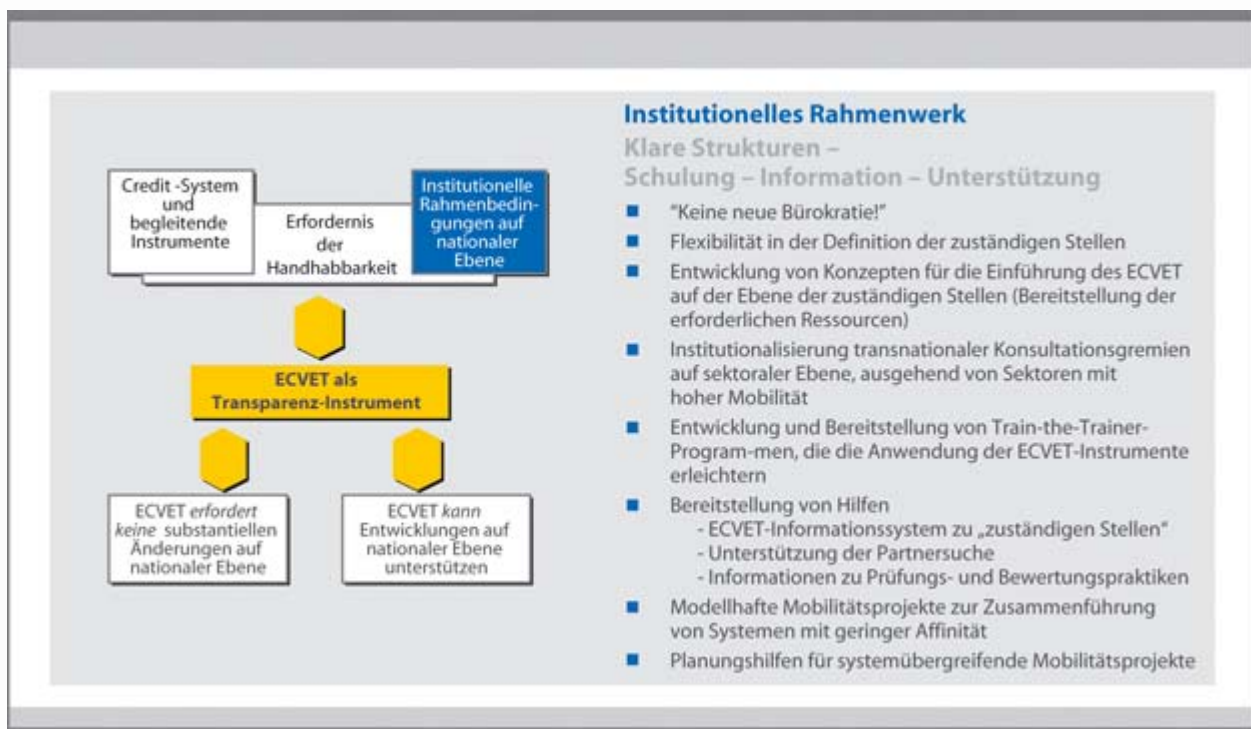 Credit -System
und
begleitende
Instrumente
Erfordernis
der
Handhabbarkeit
Institutionelle
Rahmenbedin-
gungen auf
nationaler
Ebene
ECVET als
Transparenz-Instrument
ECVET erfordert
keine substantiellen
Änderungen auf
nationaler Ebene
ECVET kann
Entwicklungen auf
nationaler Ebene
unterstützen
Institutionelles Rahmenwerk
Klare Strukturen –
Schulung – Information – Unterstützung
"Keine neue Bürokratie!"
Flexibilität in der Definition der zuständigen Stellen
Entwicklung von Konzepten für die Einführung des ECVET
auf der Ebene der zuständigen Stellen (Bereitstellung der
erforderlichen Ressourcen)
Institutionalisierung transnationaler Konsultationsgremien
auf sektoraler Ebene, ausgehend von Sektoren mit
hoher Mobilität
Entwicklung und Bereitstellung von Train-the-Trainer-
Program-men, die die Anwendung der ECVET-Instrumente
erleichtern
Bereitstellung von Hilfen
- ECVET-Informationssystem zu „zuständigen Stellen“
- Unterstützung der Partnersuche
- Informationen zu Prüfungs- und Bewertungspraktiken
Modellhafte Mobilitätsprojekte zur Zusammenführung
von Systemen mit geringer Affinität
Planungshilfen für systemübergreifende Mobilitätsprojekte